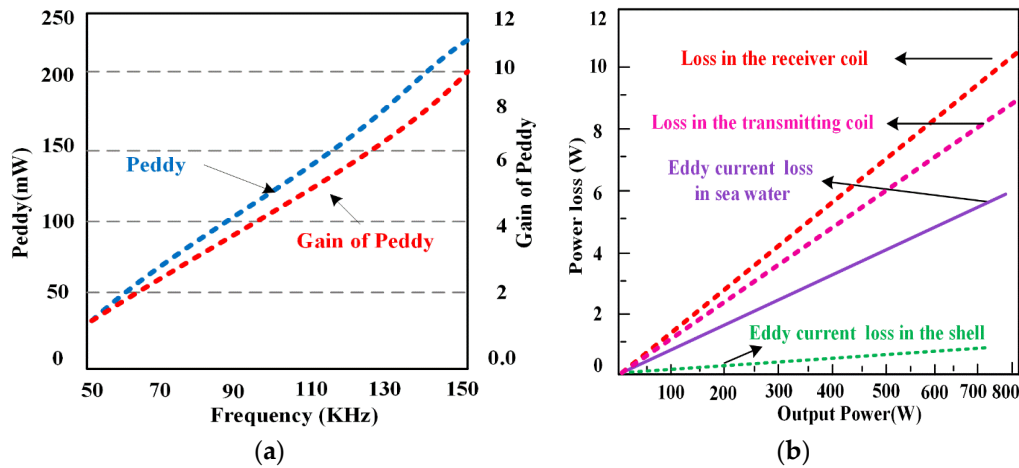 250
200
150
100
50
0
Peddy(mW)
12
10
8
6
4
2
0.0
Gain of Peddy
Peddy
Gain of Peddy
50 70 90 110 130 150
Frequency (KHz)
(a)
12
10
8
6
4
2
0
Power loss (W)
Loss in the receiver coil
Loss in the transmitting coil
Eddy current loss
in sea water
Eddy current loss in the shell
100 200 300 400 500 600 700 800
Output Power(W)
(b)